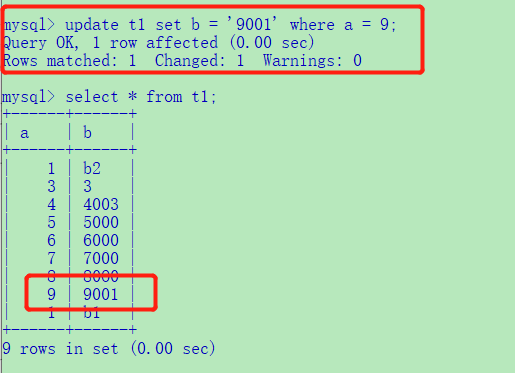 mysql> update t1 set b = '9001' where a = 9;
Query OK, 1 row affected (0.00 sec)
Rows matched: 1  Changed: 1  Warnings: 0
mysql> select * from t1;
+------+------+
| a    | b    |
+------+------+
|    1 | b2   |
|    3 | 3    |
|    4 | 4003 |
|    5 | 5000 |
|    6 | 6000 |
|    7 | 7000 |
|    8 | 8000 |
|    9 | 9001 |
|    1 | b1   |
+------+------+
9 rows in set (0.00 sec)